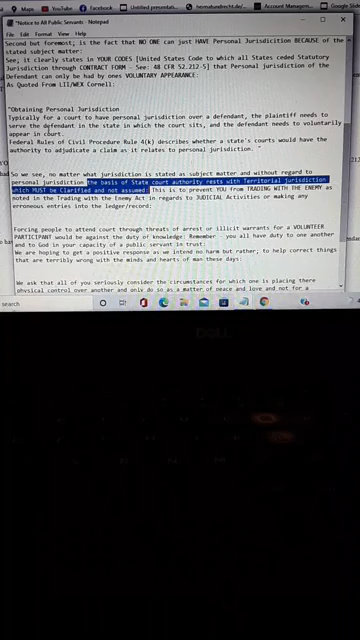 Maps
YouTube
Facebook
Untitled presentati...
heimatundrecht.de/...
Account Managem...
Google Slide
*Notice to All Public Servants - Notepad
File Edit Format View Help
Second but foremost, is the fact that NO ONE can just HAVE Personal Jurisdicition BECAUSE of the
stated subject matter:
See; it clearly states in YOUR CODES [United States Code to which All States ceded Statutory
Jurisdiction through CONTRACT FORM - See: 48 CFR 52.212-5] that Personal jurisdiction of the
Defendant can only be had by ones VOLUNTARY APPEARANCE:
As Quoted From LII/WEX Cornell:
"Obtaining Personal Jurisdiction
Typically for a court to have personal jurisdiction over a defendant, the plaintiff needs to
serve the defendant in the state in which the court sits, and the defendant needs to voluntarily
appear in court.
Federal Rules of Civil Procedure Rule 4(k) describes whether a state's courts would have the
authority to adjudicate a claim as it relates to personal jurisdiction. "
So we see, no matter what jurisdiction is stated as subject matter and without regard to
personal jurisdiction the basis of State court authority rests with Territorial jurisdiction
which MUST be Clarified and not assumed: This is to prevent YOU from TRADING WITH THE ENEMY as
noted in the Trading with the Enemy Act in regards to JUDICIAL Activities or making any
erroneous entries into the ledger/record:
Forcing people to attend court through threats of arrest or illicit warrants for a VOLUNTEER
PARTICIPANT would be against the duty of knowledge: Remember - you all have duty to one another
and to God in your capacity of a public servant in trust:
We are hoping to get a positive response as we intend no harm but rather, to help correct things
that are terribly wrong with the minds and hearts of man these days:
We ask that all of you seriously consider the circumstances for which one is placing there
physical control over another and only do so as a matter of peace and love and not for a
search
DELL